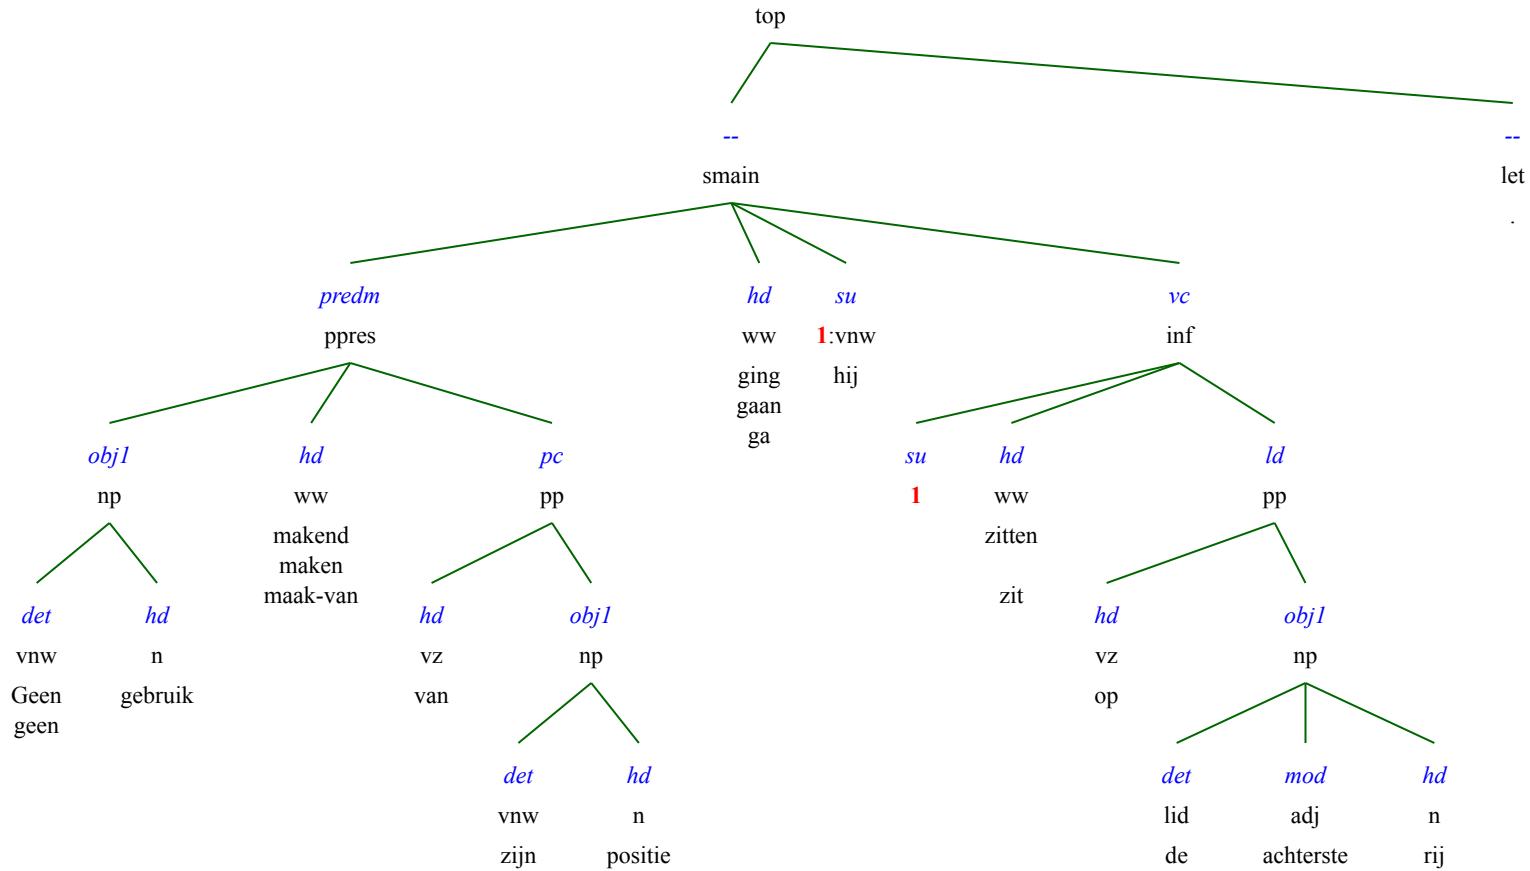 top
-- --
smain let
.
predm hd su vc
ppres ww 1:vnw inf
ging hij
gaan
ga
obj1 hd pc su hd ld
np ww pp 1 ww pp
makend zitten
maken
maak-van zit
det hd hd obj1 hd obj1
vnw n vz np vz np
Geen gebruik van op
geen
det hd det mod hd
vnw n lid adj n
zijn positie de achterste rij